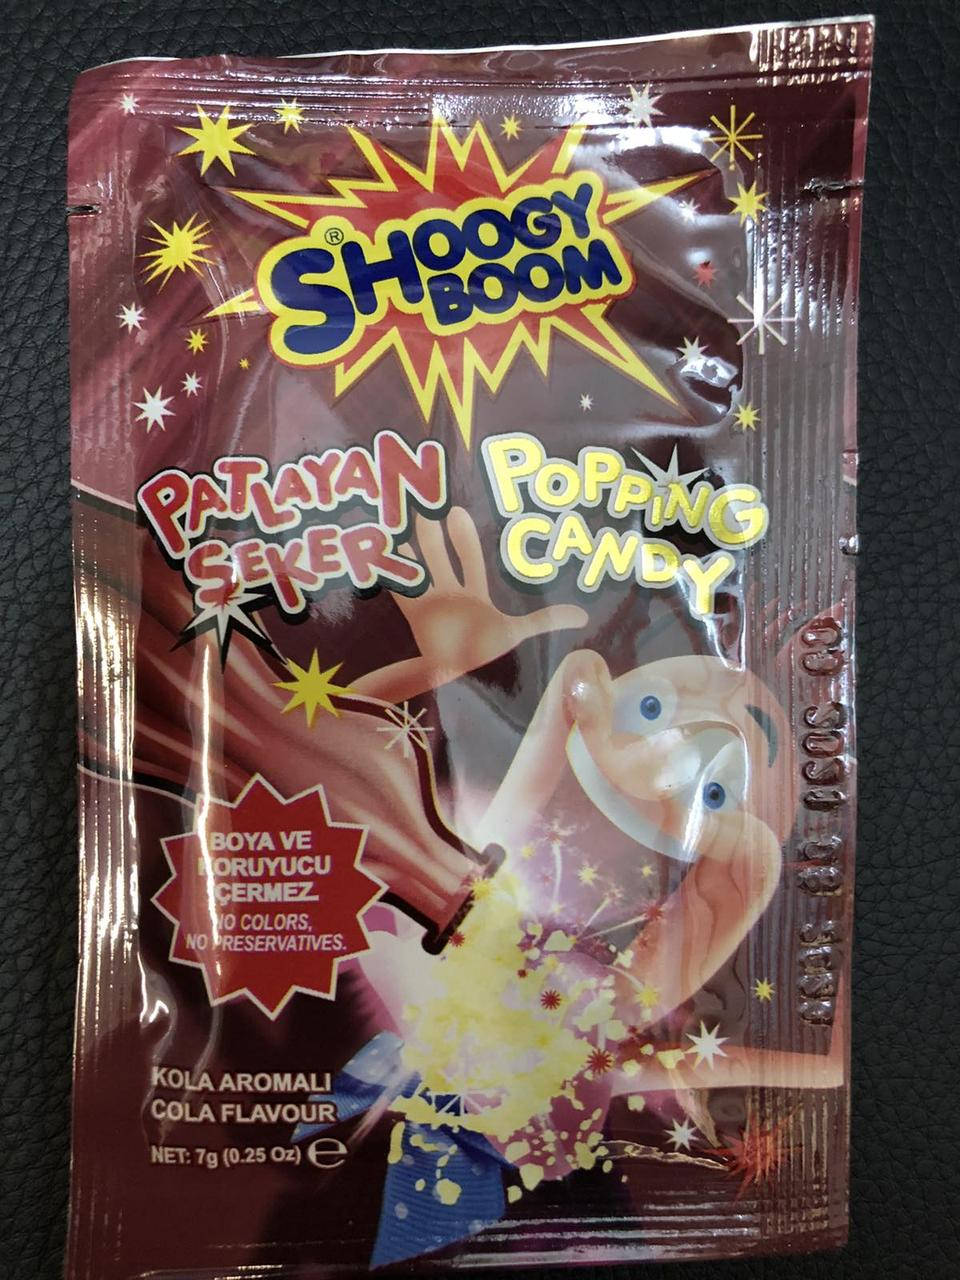 SHOOGY
BOOM
®
PATLAYAN
ŞEKER
POPPING
CANDY
BOYA VE
KORUYUCU
İÇERMEZ
NO COLORS,
NO PRESERVATIVES.
KOLA AROMALI
COLA FLAVOUR
NET: 7g (0.25 Oz) ℮